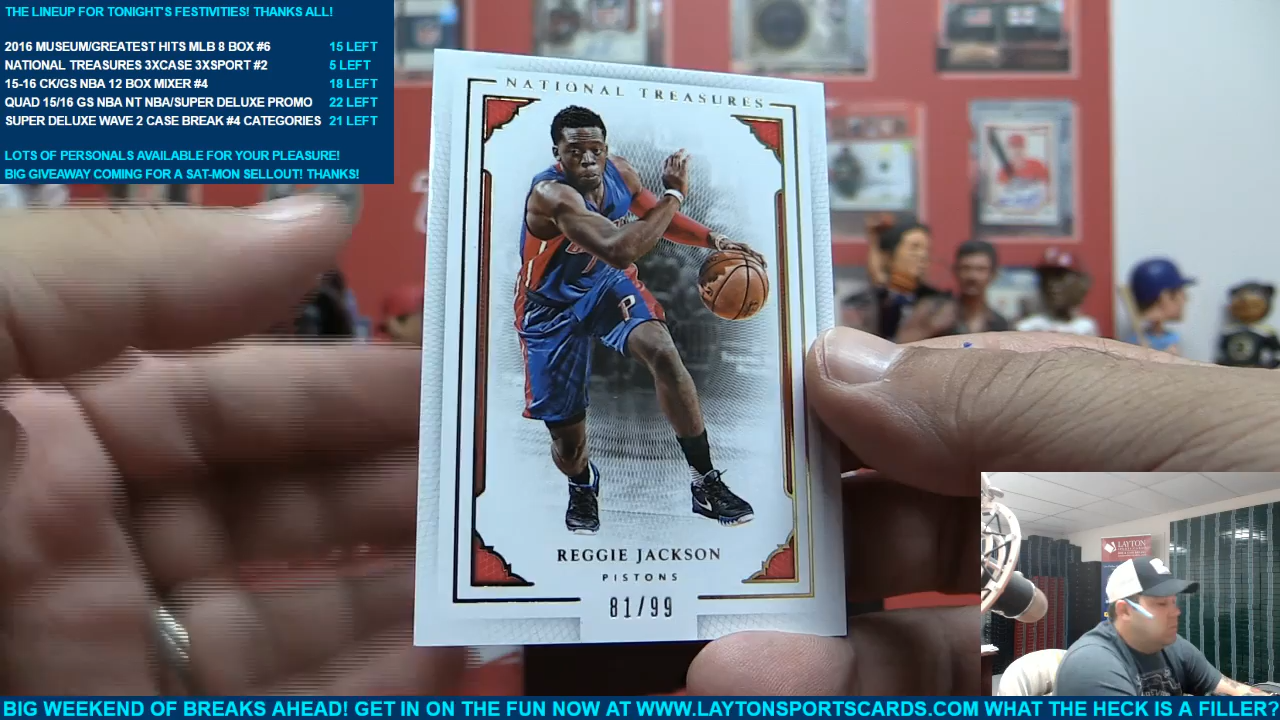 THE LINEUP FOR TONIGHT'S FESTIVITIES! THANKS ALL!
2016 MUSEUM/GREATEST HITS MLB 8 BOX #6 15 LEFT
NATIONAL TREASURES 3XCASE 3XSPORT #2 5 LEFT
15-16 CK/GS NBA 12 BOX MIXER #4 18 LEFT
QUAD 15/16 GS NBA NT NBA/SUPER DELUXE PROMO 22 LEFT
SUPER DELUXE WAVE 2 CASE BREAK #4 CATEGORIES 21 LEFT
LOTS OF PERSONALS AVAILABLE FOR YOUR PLEASURE!
BIG GIVEAWAY COMING FOR A SAT-MON SELLOUT! THANKS!
NATIONAL TREASURES
P
REGGIE JACKSON
PISTONS
81/99
LAYTON
BIG WEEKEND OF BREAKS AHEAD! GET IN ON THE FUN NOW AT WWW.LAYTONSPORTSCARDS.COM WHAT THE HECK IS A FILLER?